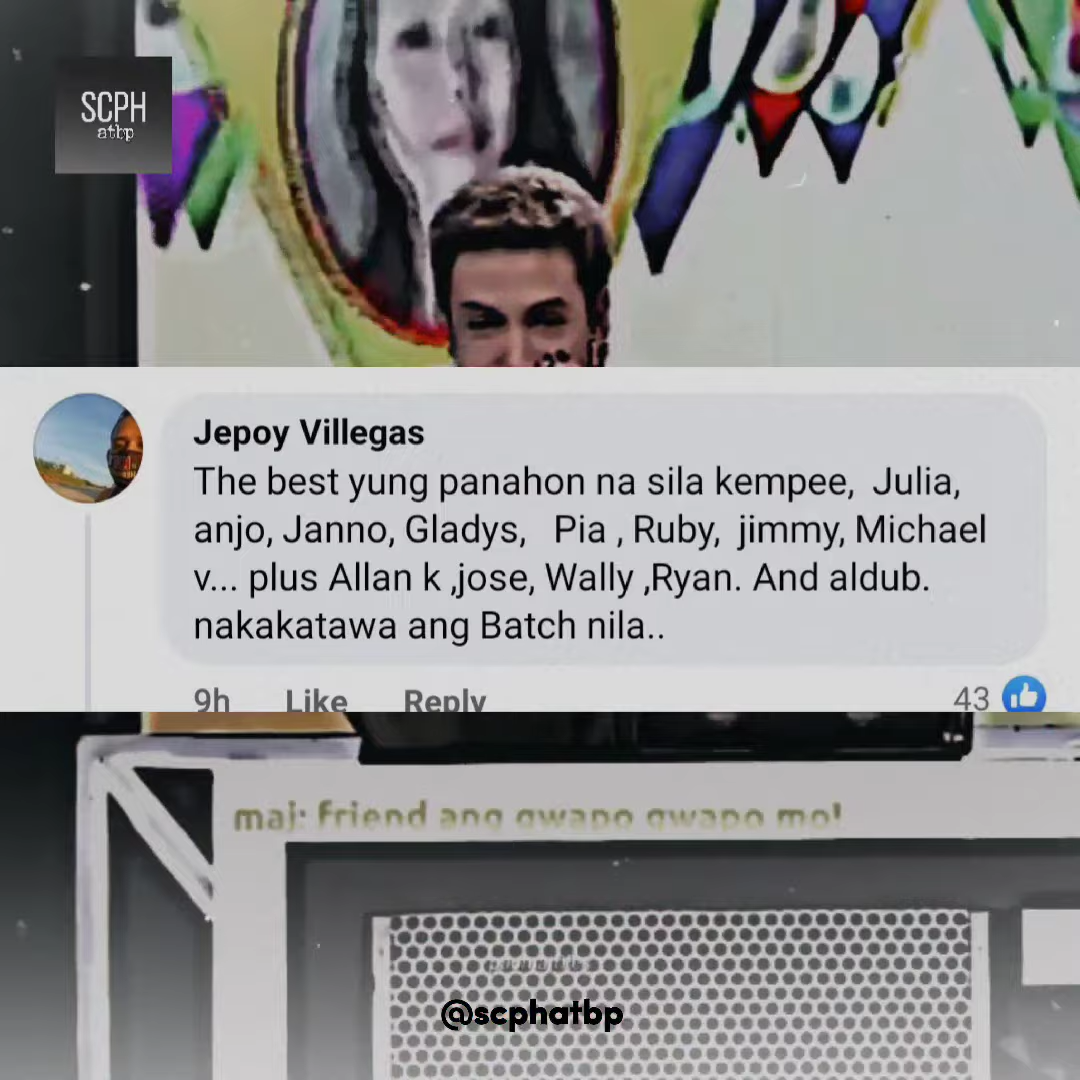 SCPH
atbp
Jepoy Villegas
The best yung panahon na sila kempee, Julia,
anjo, Janno, Gladys, Pia , Ruby, jimmy, Michael
v... plus Allan k ,jose, Wally ,Ryan. And aldub.
nakakatawa ang Batch nila..
9h Like Reply 43
maj: friend ang gwapo gwapo mo!
@scphatbp